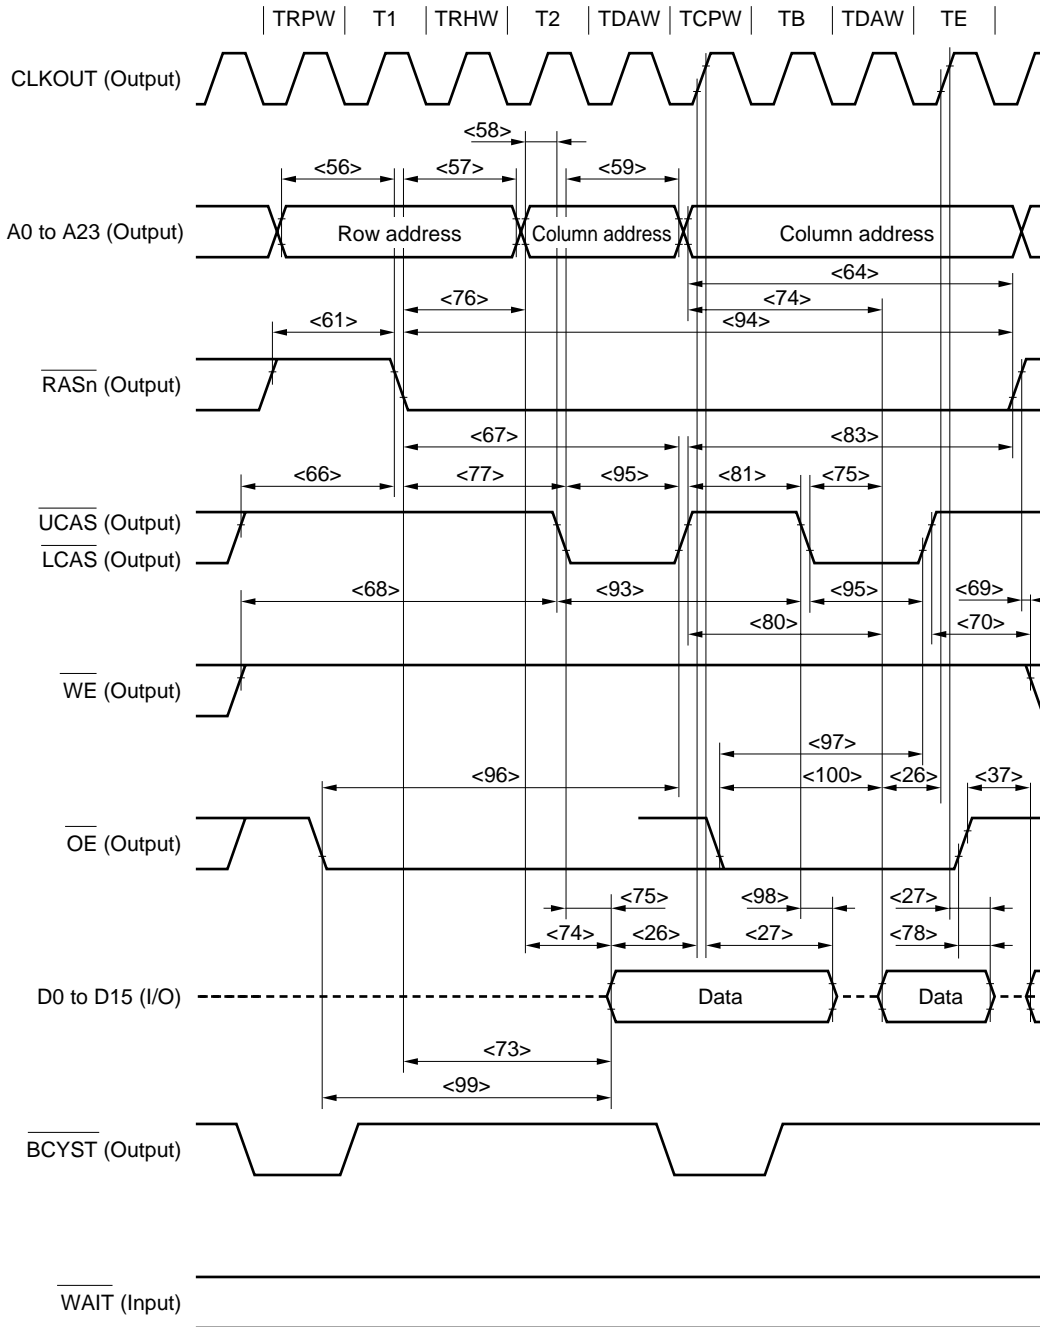 TRPW T1 TRHW T2 TDAW TCPW TB TDAW TE
CLKOUT (Output)
<58>
<56> <57> <59>
A0 to A23 (Output) Row address Column address Column address
<64>
<76> <74>
<61> <94>
RASn (Output)
<67> <83>
<66> <77> <95> <81> <75>
UCAS (Output)
LCAS (Output)
<68> <93> <95> <69>
<80> <70>
WE (Output)
<97>
<96> <100> <26> <37>
OE (Output)
<75> <98> <27>
<74> <26> <27> <78>
D0 to D15 (I/O) Data Data
<73>
<99>
BCYST (Output)
WAIT (Input)